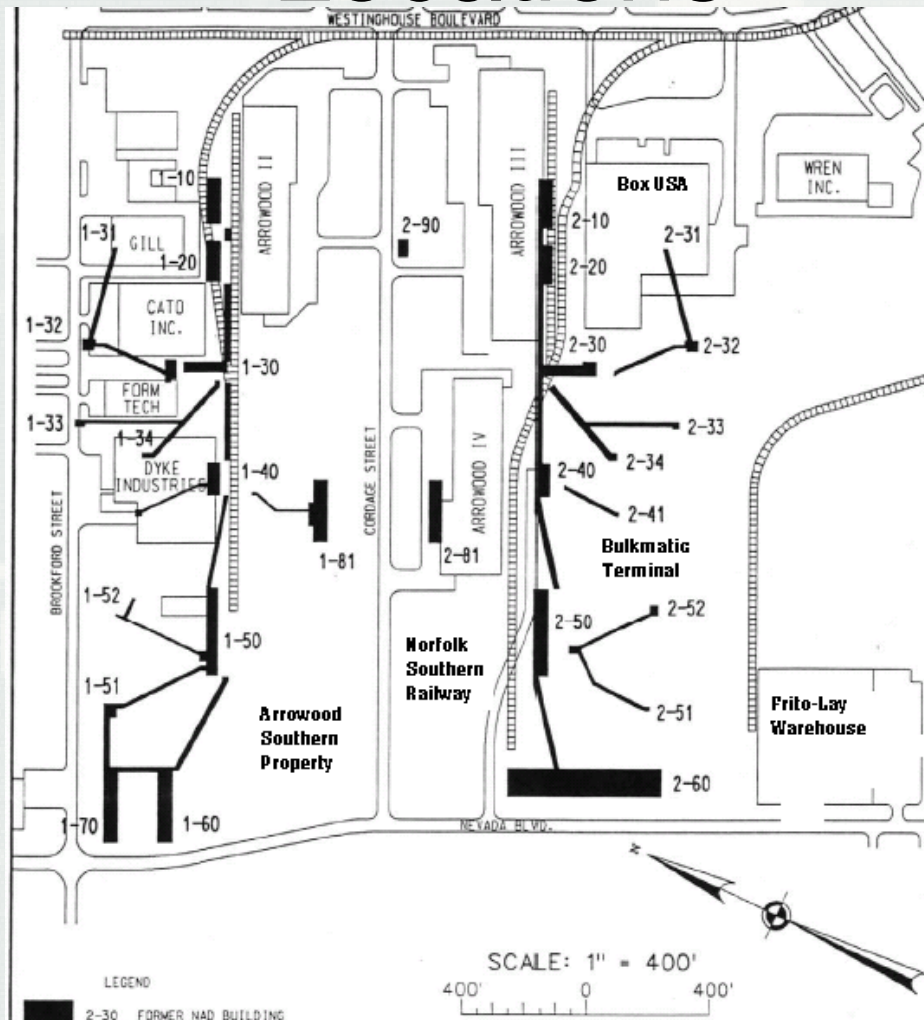 WESTINGHOUSE BOULEVARD
1-10
ARROWOOD II
ARROWOOD III
Box USA
WREN
INC.
1-31
GILL
1-20
2-90
2-10
2-20
2-31
1-32
CATO
INC.
1-30
2-30
2-32
FORM
TECH
1-33
1-34
2-33
2-34
DYKE
INDUSTRIES
1-40
CORDAGE STREET
ARROWOOD IV
2-40
2-41
BROOKFORD STREET
1-81
2-81
Bulkmatic
Terminal
1-52
1-50
2-50
2-52
1-51
Norfolk
Southern
Railway
2-51
Arrowood
Southern
Property
Frito-Lay
Warehouse
2-60
1-70
1-60
NEVADA BLVD.
N
SCALE: 1" = 400'
400'
0
400'
LEGEND
2-30 FORMER NAD BUILDING